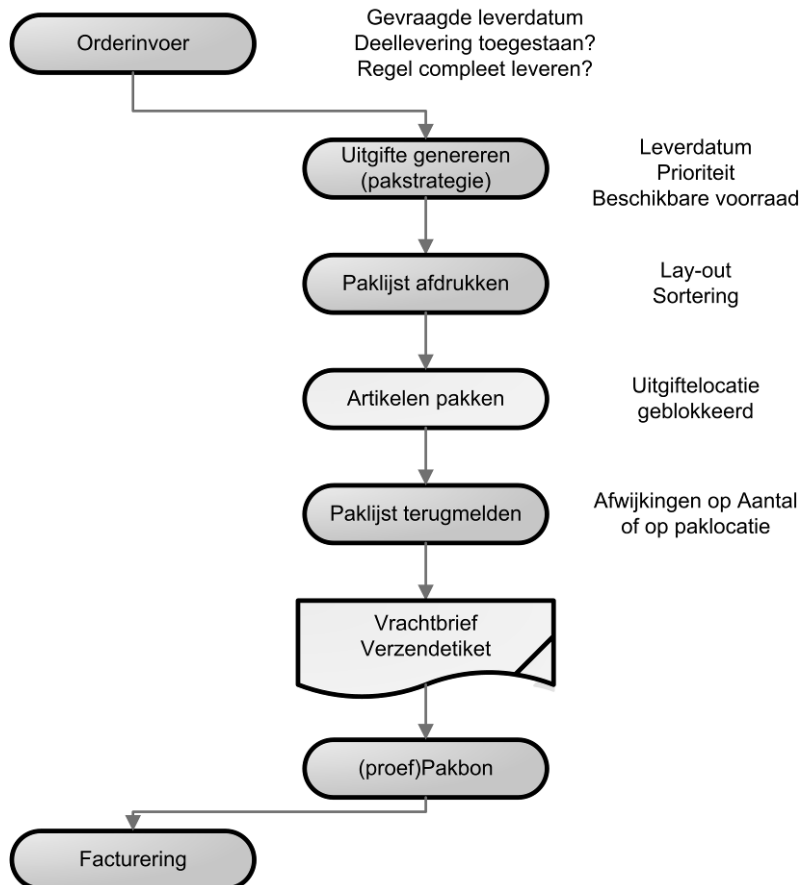 Orderinvoer
Gevraagde leverdatum
Deellevering toegestaan?
Regel compleet leveren?
Uitgifte genereren
(pakstrategie)
Leverdatum
Prioriteit
Beschikbare voorraad
Paklijst afdrukken
Lay-out
Sortering
Artikelen pakken
Uitgiftelocatie
geblokkeerd
Paklijst terugmelden
Afwijkingen op Aantal
of op paklocatie
Vrachtbrief
Verzendetiket
(proef)Pakbon
Facturering